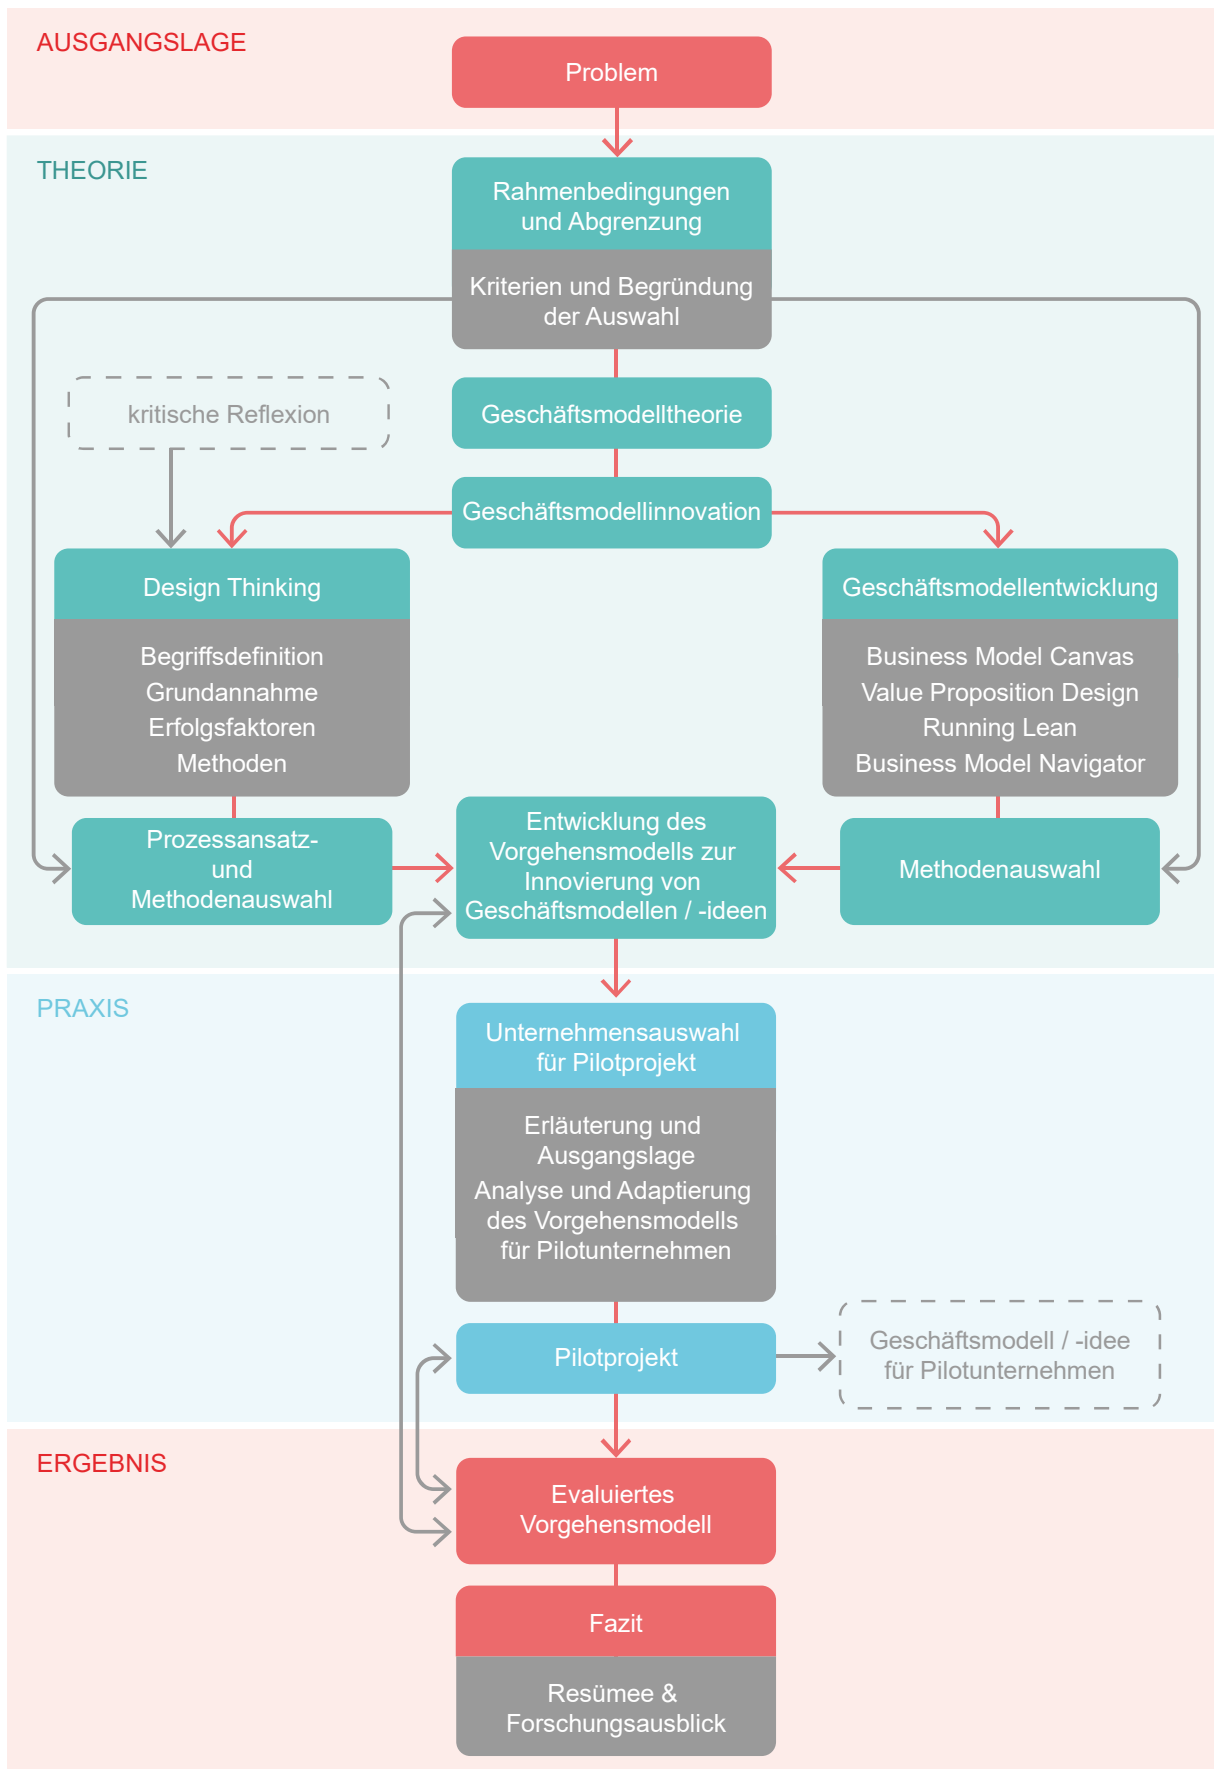 AUSGANGSLAGE
Problem
THEORIE
Rahmenbedingungen
und Abgrenzung
Kriterien und Begründung
der Auswahl
kritische Reflexion
Geschäftsmodelltheorie
Geschäftsmodellinnovation
Design Thinking
Begriffsdefinition
Grundannahme
Erfolgsfaktoren
Methoden
Geschäftsmodellentwicklung
Business Model Canvas
Value Proposition Design
Running Lean
Business Model Navigator
Prozessansatz-
und
Methodenauswahl
Entwicklung des
Vorgehensmodells zur
Innovierung von
Geschäftsmodellen / -ideen
Methodenauswahl
PRAXIS
Unternehmensauswahl
für Pilotprojekt
Erläuterung und
Ausgangslage
Analyse und Adaptierung
des Vorgehensmodells
für Pilotunternehmen
Pilotprojekt
Geschäftsmodell / -idee
für Pilotunternehmen
ERGEBNIS
Evaluiertes
Vorgehensmodell
Fazit
Resümee &
Forschungsausblick